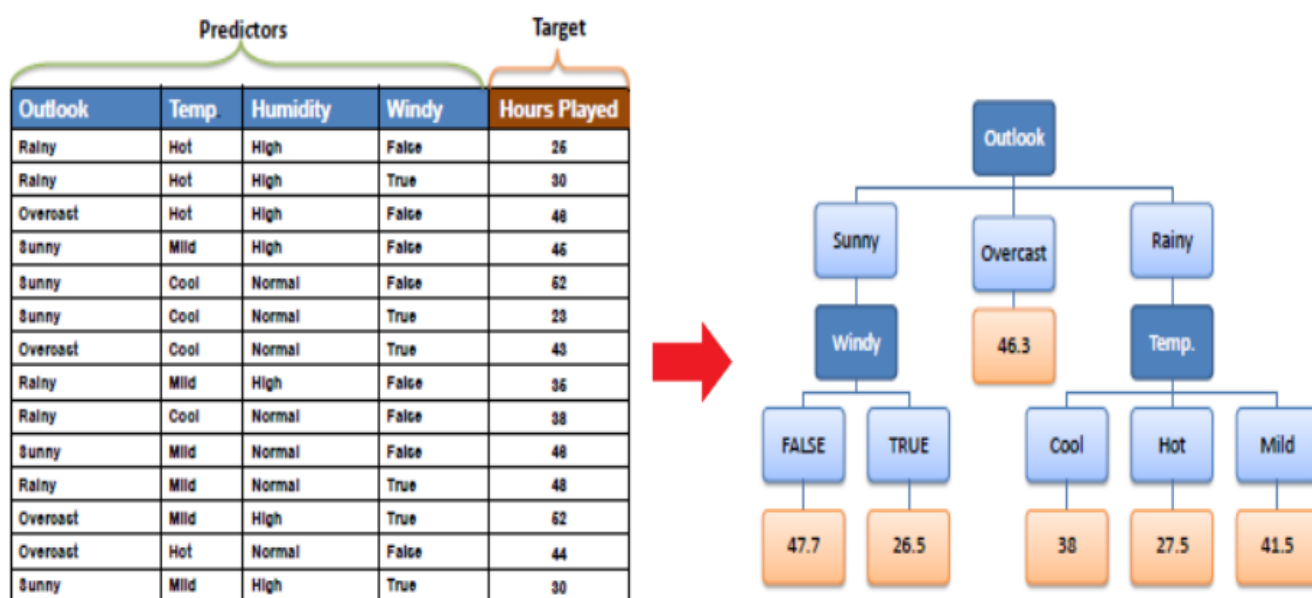 Predictors Target
Outlook Temp. Humidity Windy Hours Played
Rainy Hot High False 25
Rainy Hot High True 30
Overcast Hot High False 46
Sunny Mild High False 45
Sunny Cool Normal False 52
Sunny Cool Normal True 23
Overcast Cool Normal True 43
Rainy Mild High False 35
Rainy Cool Normal False 38
Sunny Mild Normal False 46
Rainy Mild Normal True 48
Overcast Mild High True 52
Overcast Hot Normal False 44
Sunny Mild High True 30
Outlook
Sunny Overcast Rainy
Windy 46.3 Temp.
FALSE TRUE Cool Hot Mild
47.7 26.5 38 27.5 41.5